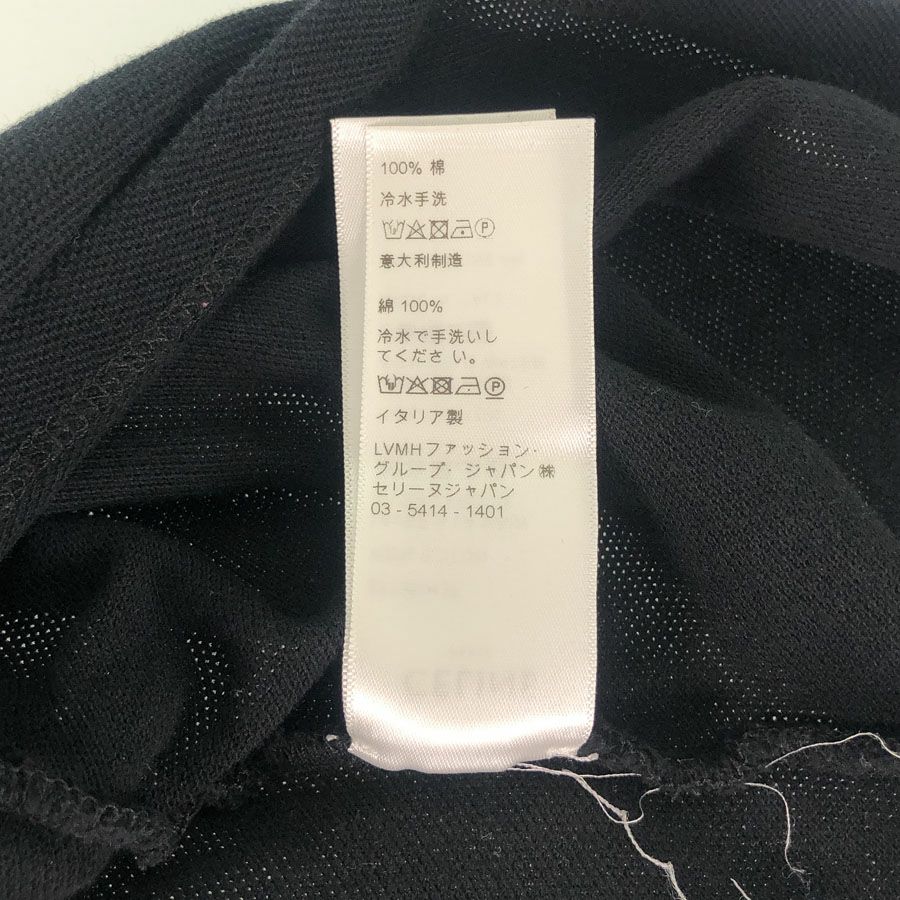 100% 棉
冷水手洗
P
意大利制造
綿 100%
冷水で手洗いし
てくださ い。
P
イタリア製
LVMHファッション・
グループ・ジャパン㈱
セリーヌジャパン
03 - 5414 - 1401